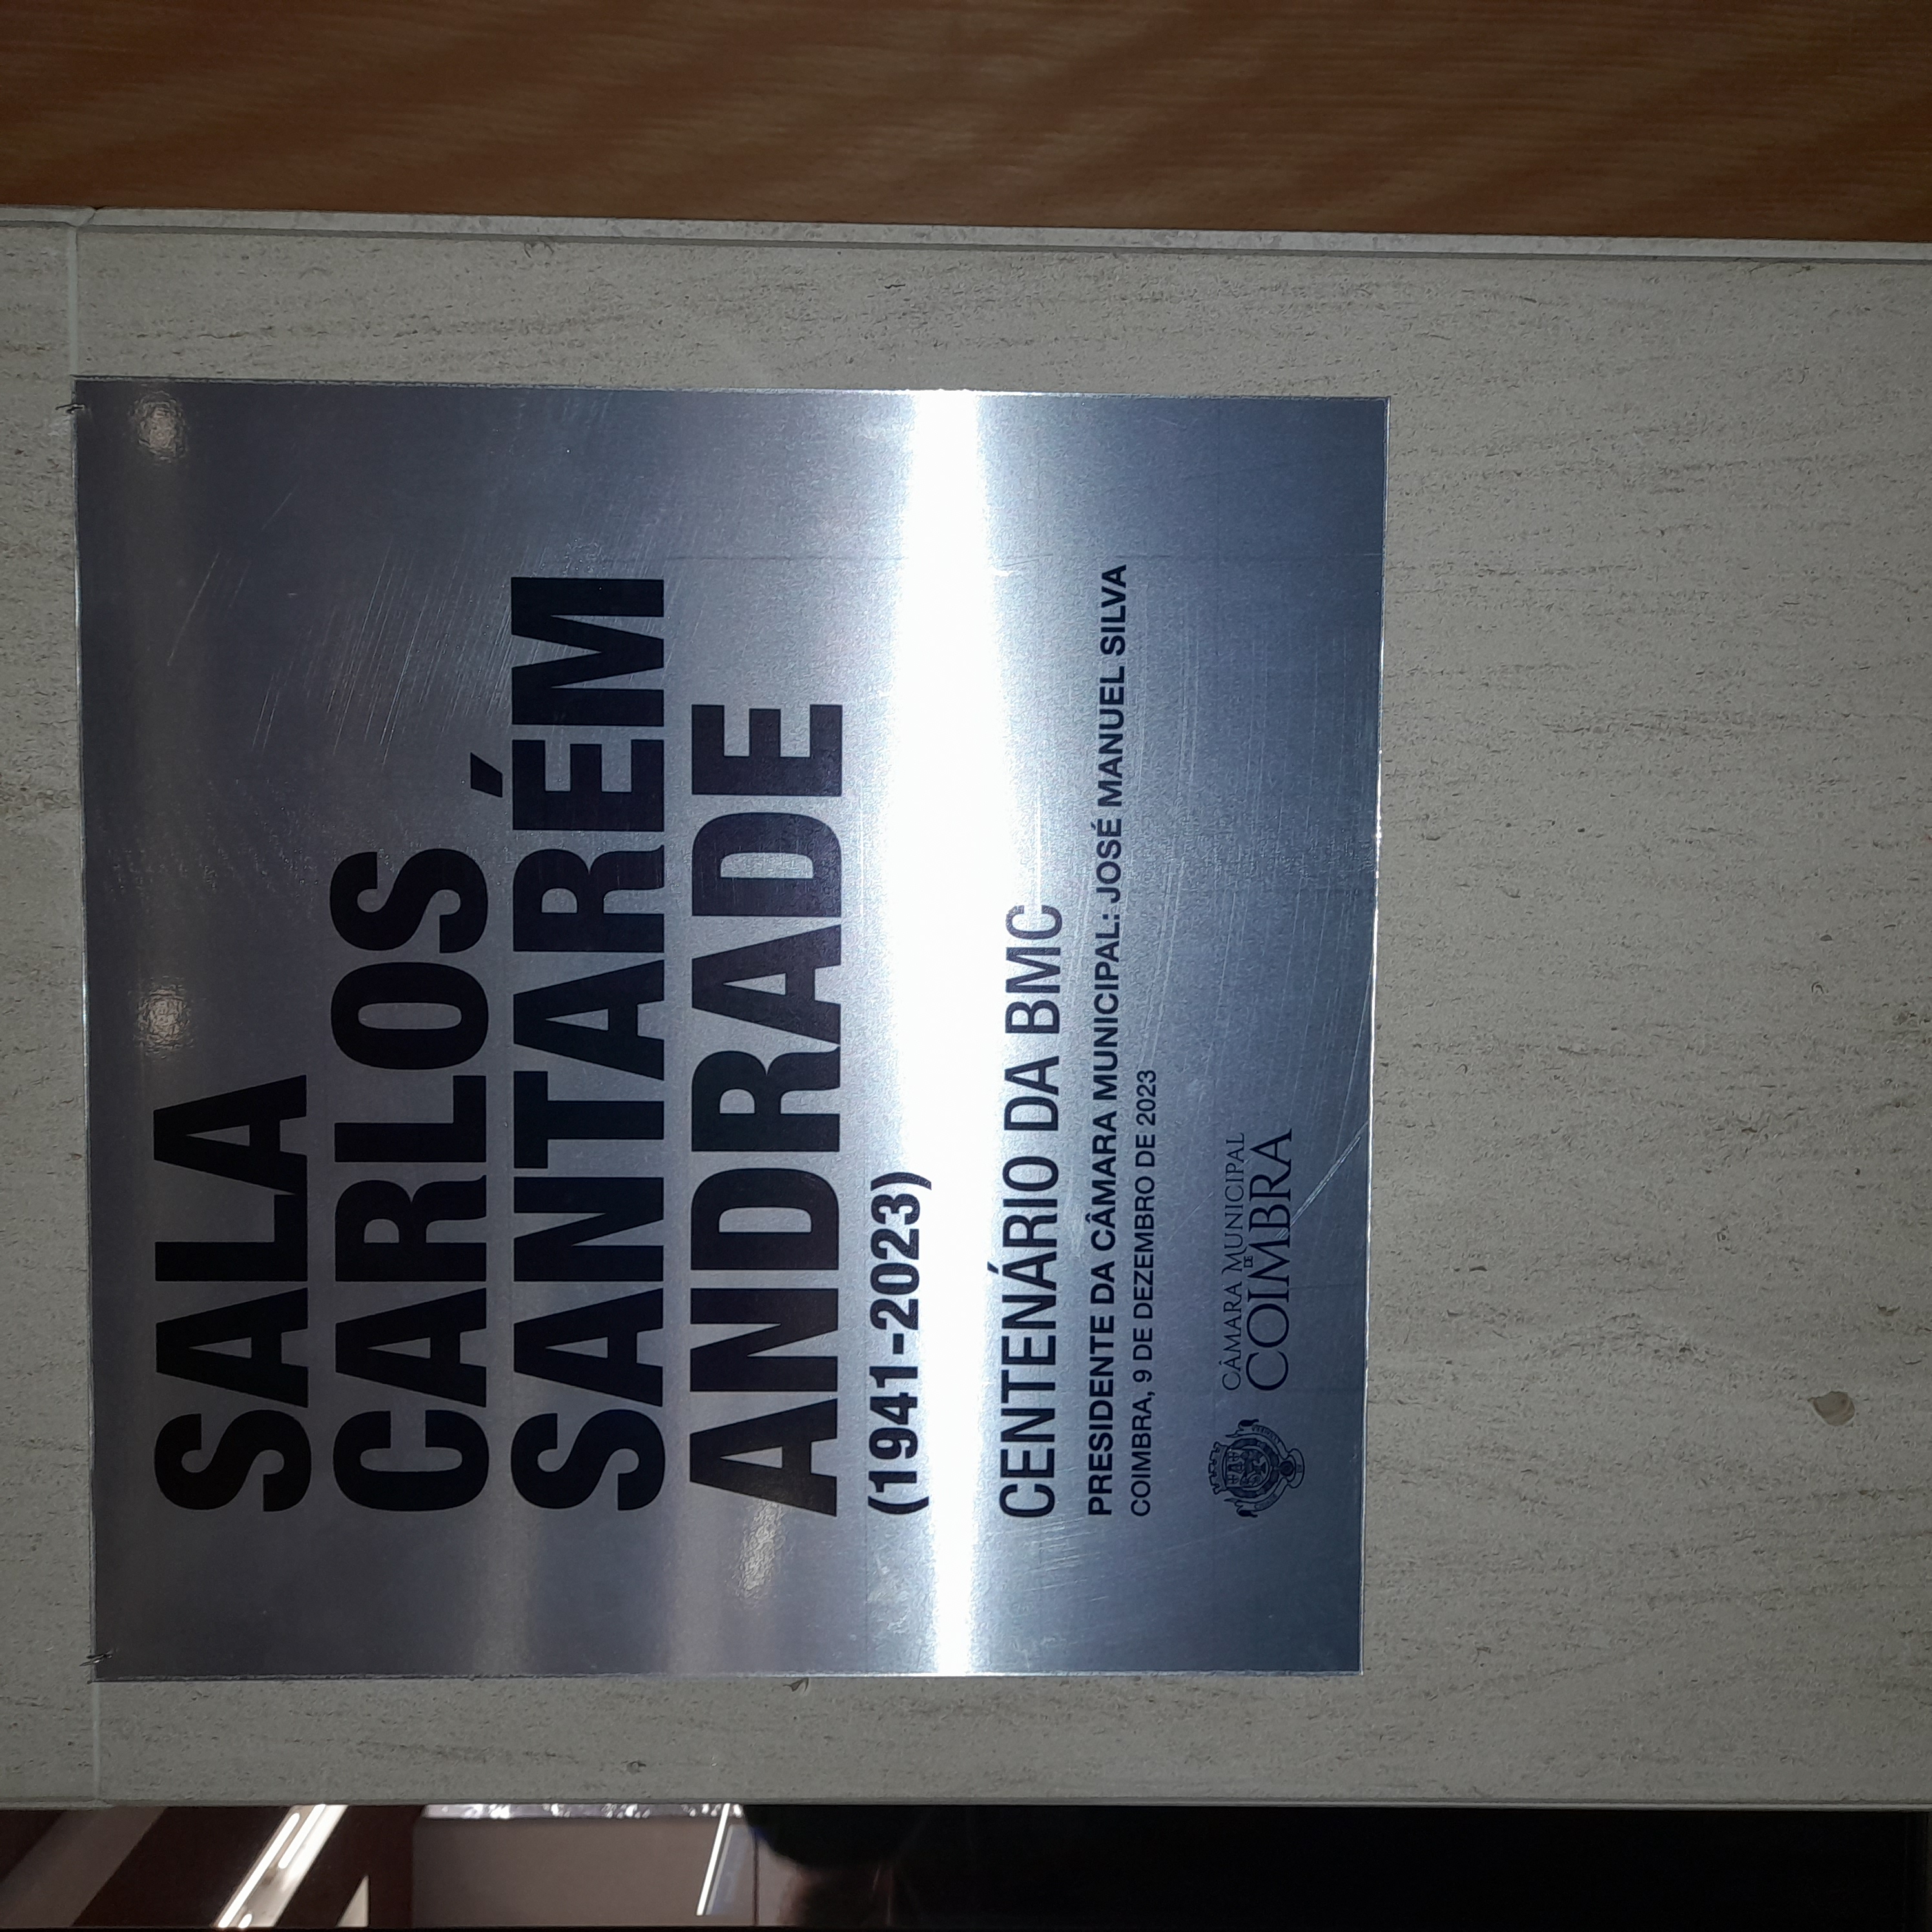 SALA
CARLOS
SANTARÉM
ANDRADE
(1941-2023)
CENTENÁRIO DA BMC
PRESIDENTE DA CÂMARA MUNICIPAL: JOSÉ MANUEL SILVA
COIMBRA, 9 DE DEZEMBRO DE 2023
CÂMARA MUNICIPAL
DE
COIMBRA